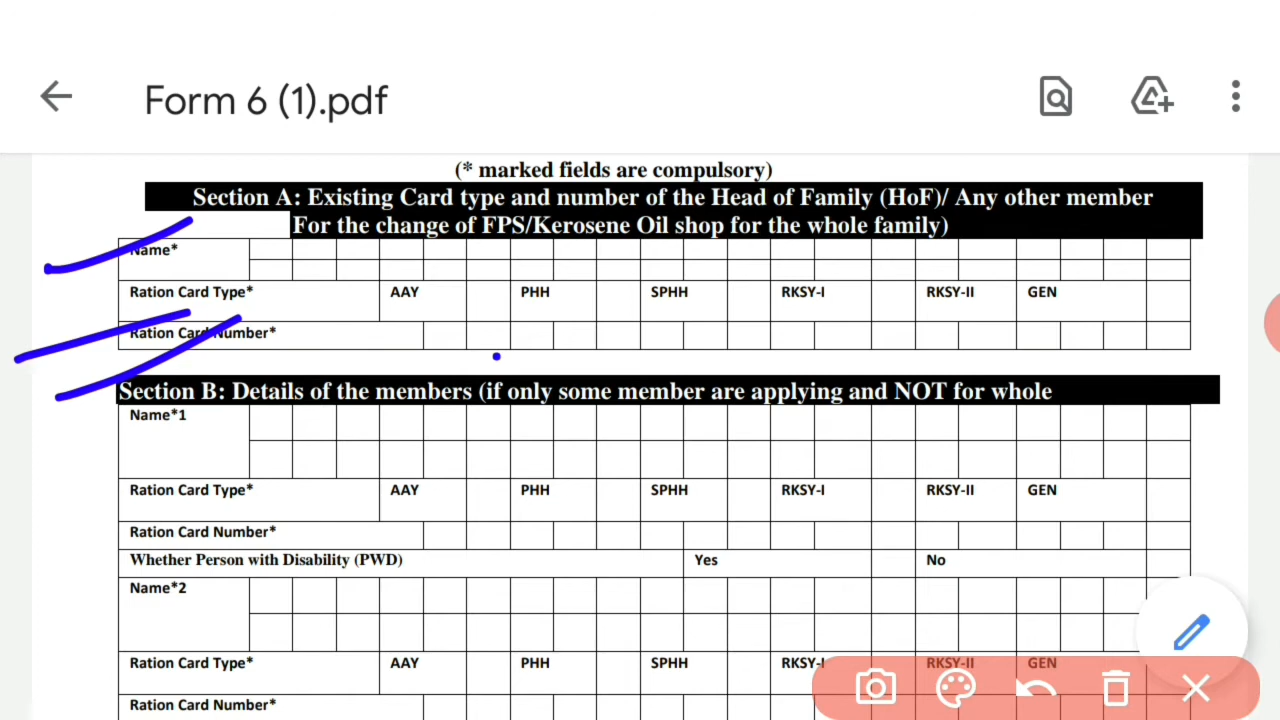 Form 6 (1).pdf
(* marked fields are compulsory)
Section A: Existing Card type and number of the Head of Family (HoF)/ Any other member
For the change of FPS/Kerosene Oil shop for the whole family)
Name*
Ration Card Type* AAY PHH SPHH RKSY-I RKSY-II GEN
Ration Card Number*
Section B: Details of the members (if only some member are applying and NOT for whole
Name*1
Ration Card Type* AAY PHH SPHH RKSY-I RKSY-II GEN
Ration Card Number*
Whether Person with Disability (PWD) Yes No
Name*2
Ration Card Type* AAY PHH SPHH RKSY-I RKSY-II GEN
Ration Card Number*